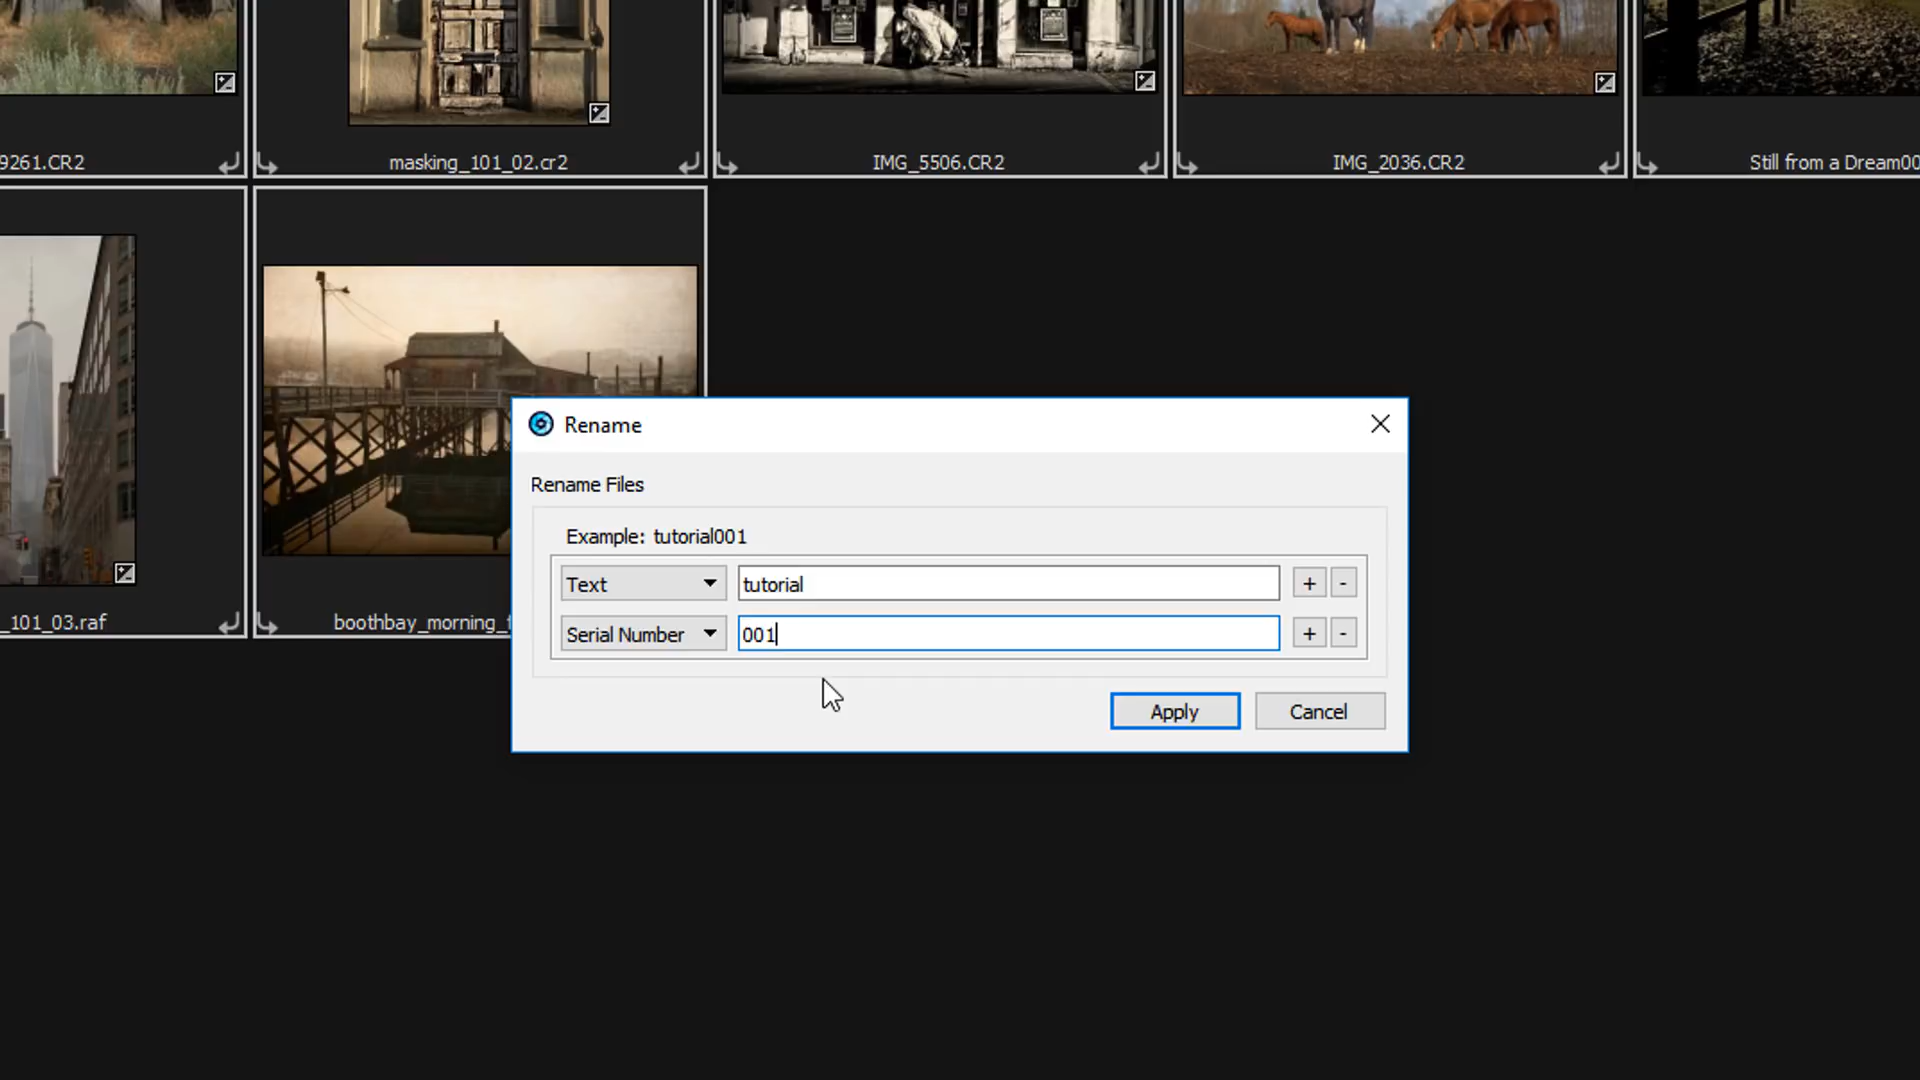 9261.CR2
masking_101_02.cr2
IMG_5506.CR2
IMG_2036.CR2
Still from a Dream00
_101_03.raf
boothbay_morning_f
Rename
Rename Files
Example: tutorial001
Text
tutorial
+ -
Serial Number
001
+ -
Apply
Cancel